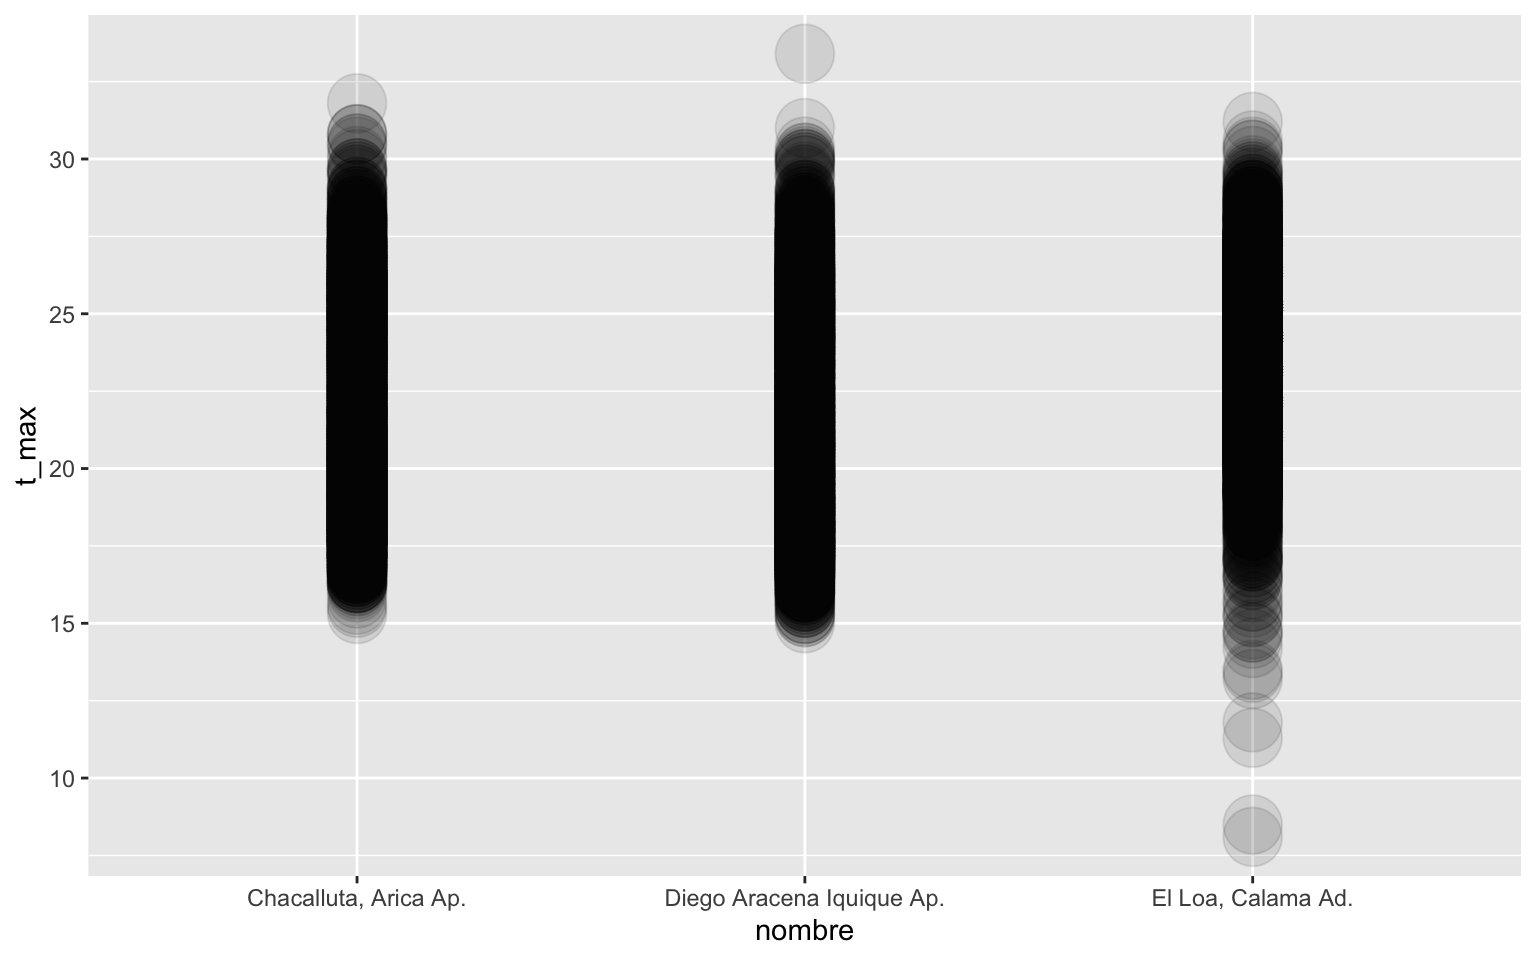 30
25
20
15
10
t_max
Chacalluta, Arica Ap.
Diego Aracena Iquique Ap.
El Loa, Calama Ad.
nombre